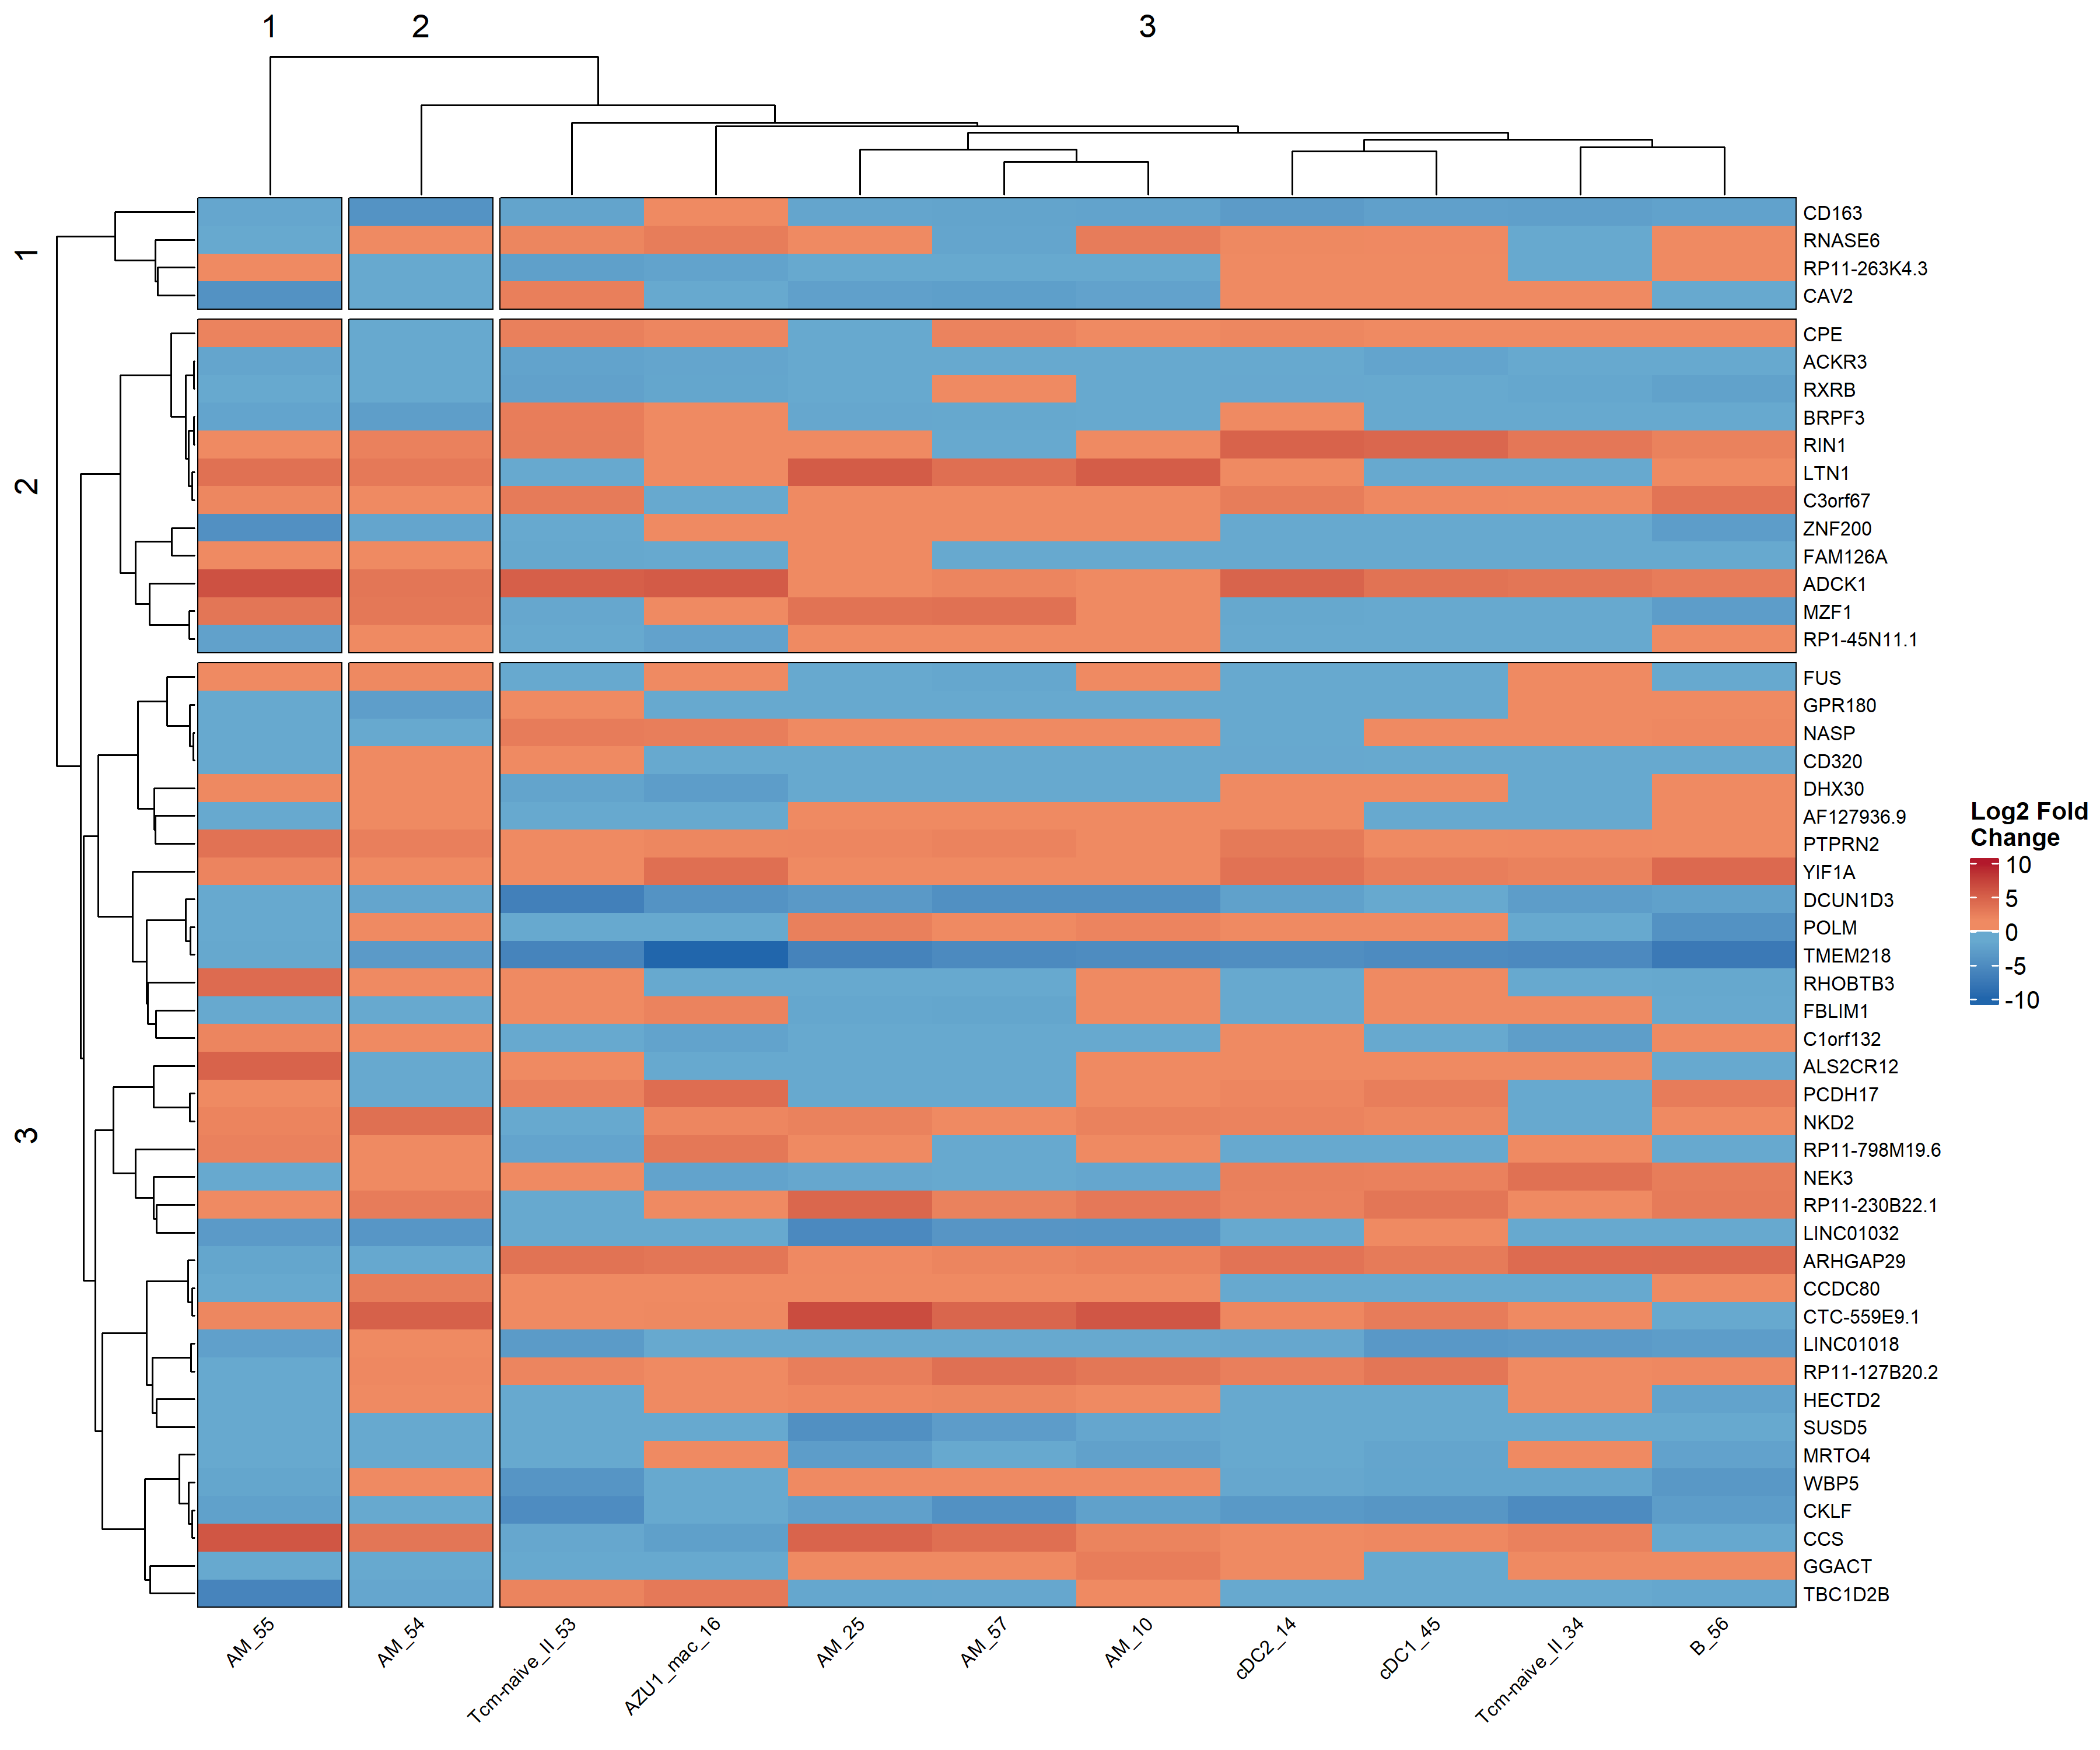 1
2
3
1
2
3
CD163
RNASE6
RP11-263K4.3
CAV2
CPE
ACKR3
RXRB
BRPF3
RIN1
LTN1
C3orf67
ZNF200
FAM126A
ADCK1
MZF1
RP1-45N11.1
FUS
GPR180
NASP
CD320
DHX30
AF127936.9
PTPRN2
YIF1A
DCUN1D3
POLM
TMEM218
RHOBTB3
FBLIM1
C1orf132
ALS2CR12
PCDH17
NKD2
RP11-798M19.6
NEK3
RP11-230B22.1
LINC01032
ARHGAP29
CCDC80
CTC-559E9.1
LINC01018
RP11-127B20.2
HECTD2
SUSD5
MRTO4
WBP5
CKLF
CCS
GGACT
TBC1D2B
Log2 Fold
Change
10
5
0
-5
-10
AM_55
AM_54
Tcm-naive_II_53
AZU1_mac_16
AM_25
AM_57
AM_10
cDC2_14
cDC1_45
Tcm-naive_II_34
B_56